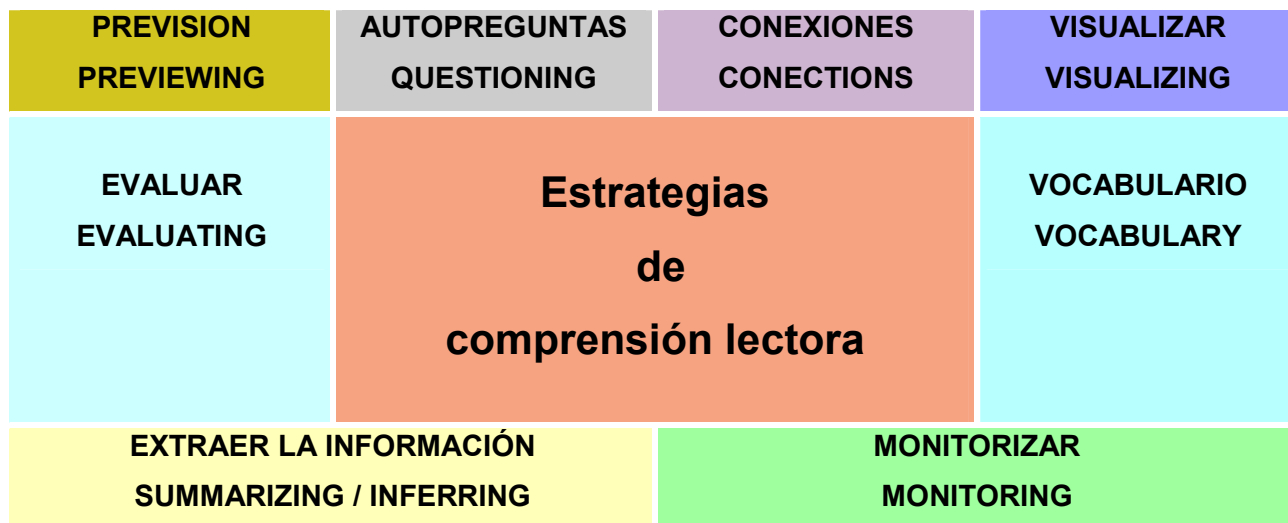 PREVISION
PREVIEWING
AUTOPREGUNTAS
QUESTIONING
CONEXIONES
CONECTIONS
VISUALIZAR
VISUALIZING
EVALUAR
EVALUATING
Estrategias
de
comprensión lectora
VOCABULARIO
VOCABULARY
EXTRAER LA INFORMACIÓN
SUMMARIZING / INFERRING
MONITORIZAR
MONITORING